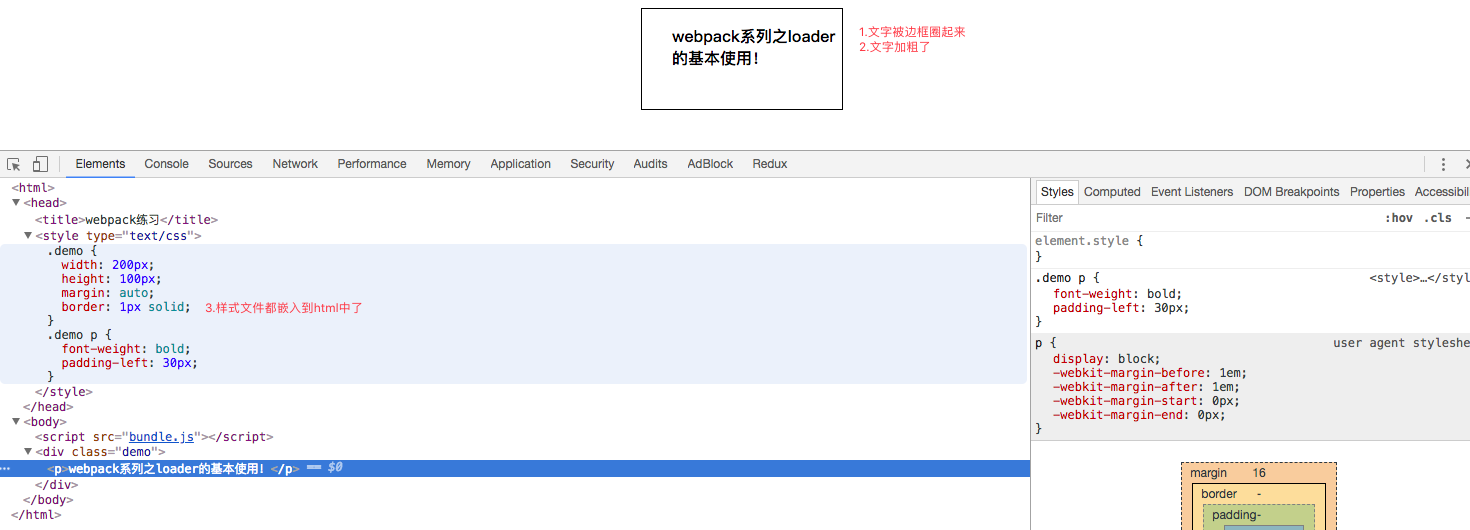 webpack系列之loader
的基本使用！
1.文字被边框圈起来
2.文字加粗了
Elements Console Sources Network Performance Memory Application Security Audits AdBlock Redux
<html>
<head>
<title>webpack练习</title>
<style type="text/css">
.demo {
width: 200px;
height: 100px;
margin: auto;
border: 1px solid; 3.样式文件都嵌入到html中了
}
.demo p {
font-weight: bold;
padding-left: 30px;
}
</style>
</head>
<body>
<script src="bundle.js"></script>
<div class="demo">
<p>webpack系列之loader的基本使用！</p> == $0
</div>
</body>
</html>
Styles Computed Event Listeners DOM Breakpoints Properties Accessibil
Filter :hov .cls
element.style {
}
.demo p { <style>…</styl
font-weight: bold;
padding-left: 30px;
}
p { user agent styleshe
display: block;
-webkit-margin-before: 1em;
-webkit-margin-after: 1em;
-webkit-margin-start: 0px;
-webkit-margin-end: 0px;
}
margin 16
border -
padding-